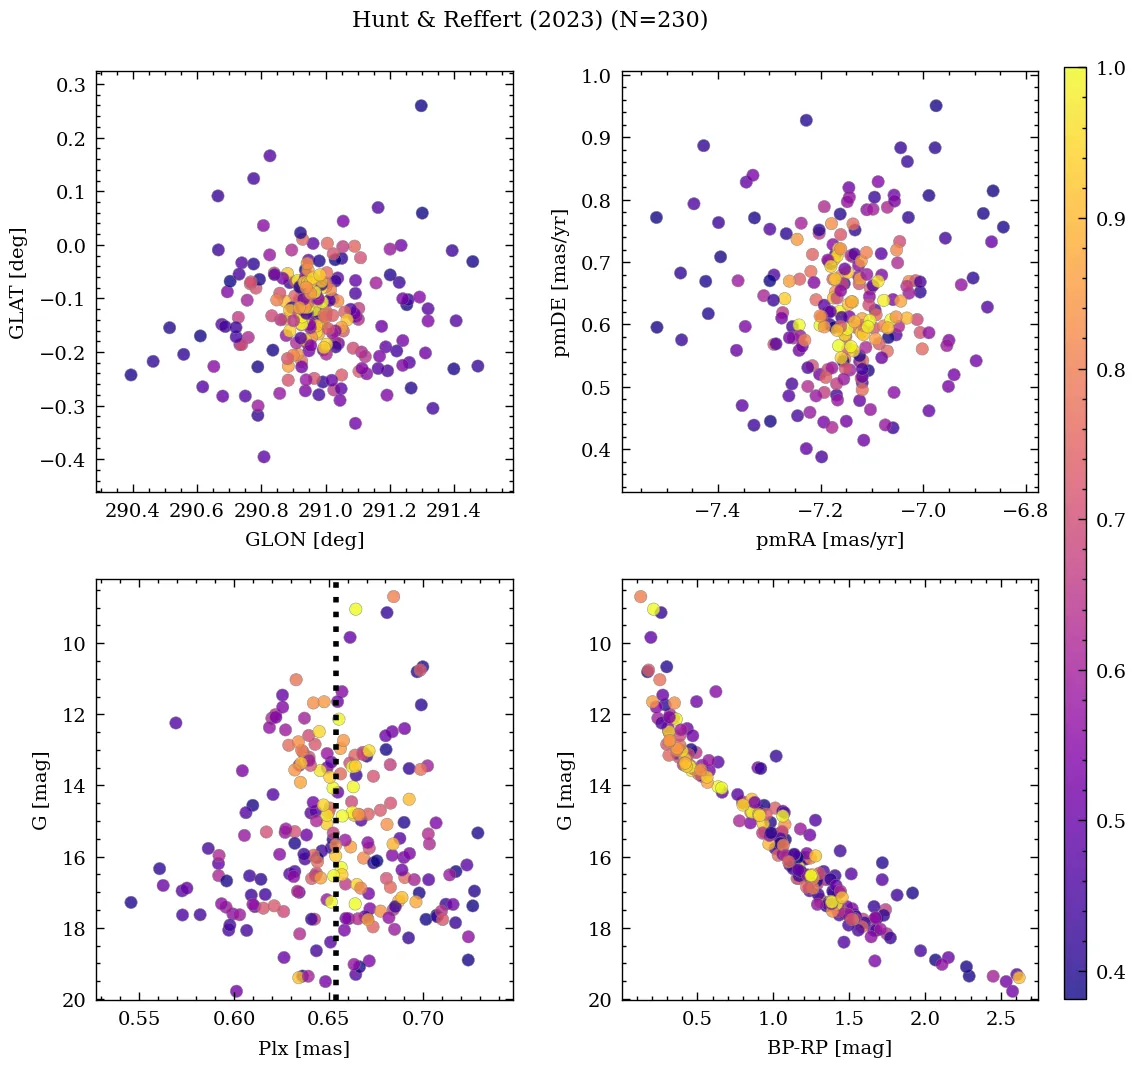 Hunt & Reffert (2023) (N=230)
0.3
0.2
0.1
0.0
−0.1
−0.2
−0.3
−0.4
GLAT [deg]
290.4 290.6 290.8 291.0 291.2 291.4
GLON [deg]
1.0
0.9
0.8
0.7
0.6
0.5
0.4
pmDE [mas/yr]
−7.4 −7.2 −7.0 −6.8
pmRA [mas/yr]
10
12
14
16
18
20
G [mag]
0.55 0.60 0.65 0.70
Plx [mas]
10
12
14
16
18
20
G [mag]
0.5 1.0 1.5 2.0 2.5
BP-RP [mag]
1.0
0.9
0.8
0.7
0.6
0.5
0.4